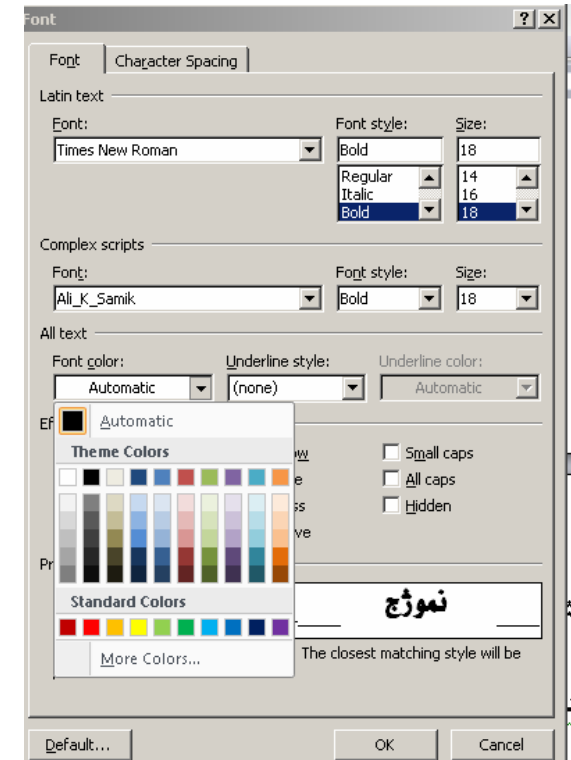 Font
Font Character Spacing
Latin text
Font: Font style: Size:
Times New Roman Bold 18
Regular 14
Italic 16
Bold 18
Complex scripts
Font: Font style: Size:
Ali_K_Samik Bold 18
All text
Font color: Underline style: Underline color:
Automatic (none) Automatic
Automatic
Theme Colors
Small caps
All caps
Hidden
Standard Colors
نموژج
More Colors... The closest matching style will be
Default... OK Cancel